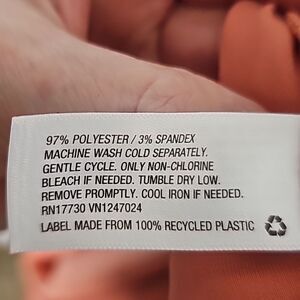 97% POLYESTER / 3% SPANDEX
MACHINE WASH COLD SEPARATELY.
GENTLE CYCLE. ONLY NON-CHLORINE
BLEACH IF NEEDED. TUMBLE DRY LOW.
REMOVE PROMPTLY. COOL IRON IF NEEDED.
RN17730 VN1247024
LABEL MADE FROM 100% RECYCLED PLASTIC